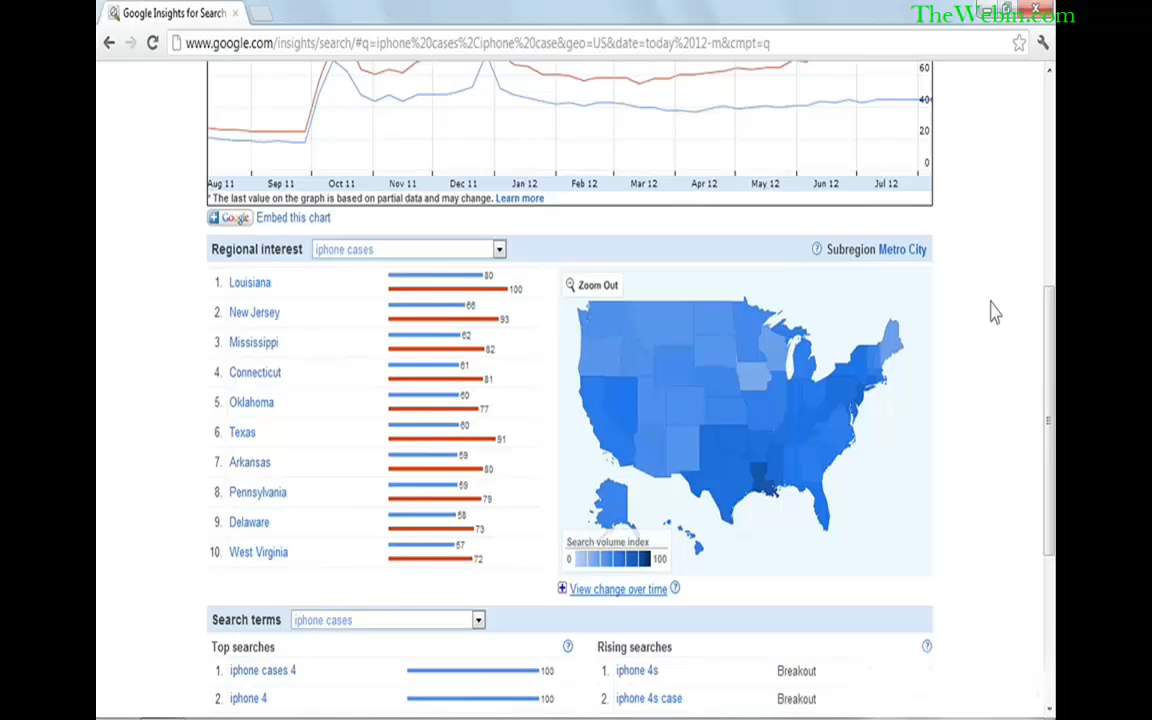 TheWebin.com
Google Insights for Search
www.google.com/insights/search/#q=iphone%20cases%2Ciphone%20case&geo=US&date=today%2012-m&cmpt=q
60
40
20
0
Aug 11 Sep 11 Oct 11 Nov 11 Dec 11 Jan 12 Feb 12 Mar 12 Apr 12 May 12 Jun 12 Jul 12
* The last value on the graph is based on partial data and may change. Learn more
Google Embed this chart
Regional interest iphone cases Subregion Metro City
Zoom Out
1. Louisiana 80 100
2. New Jersey 66 93
3. Mississippi 62 82
4. Connecticut 61 81
5. Oklahoma 60 77
6. Texas 60 91
7. Arkansas 59 80
8. Pennsylvania 59 79
9. Delaware 58 73
10. West Virginia 57 72
Search volume index
0 100
View change over time
Search terms iphone cases
Top searches
1. iphone cases 4 100
2. iphone 4 100
Rising searches
1. iphone 4s Breakout
2. iphone 4s case Breakout